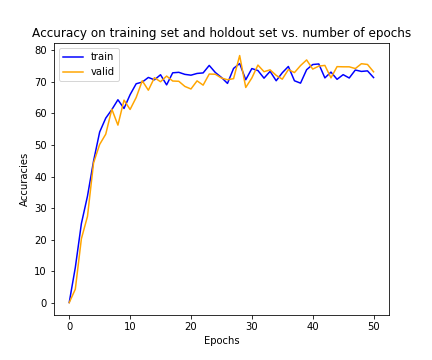 Accuracy on training set and holdout set vs. number of epochs
80
70
60
50
40
30
20
10
0
train
valid
Accuracies
0 10 20 30 40 50
Epochs